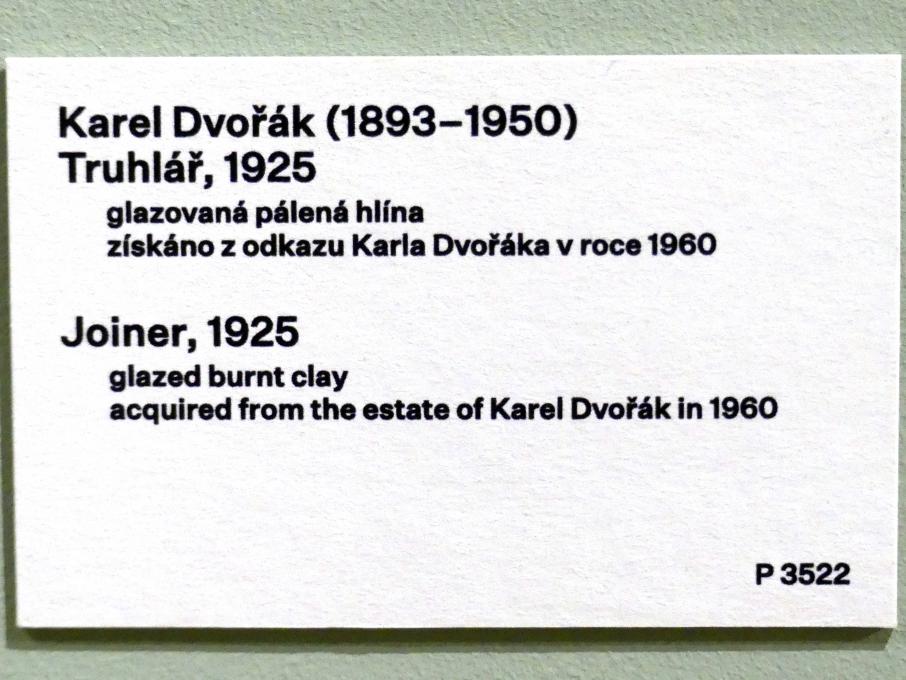 Karel Dvořák (1893–1950)
Truhlář, 1925
glazovaná pálená hlína
získáno z odkazu Karla Dvořáka v roce 1960
Joiner, 1925
glazed burnt clay
acquired from the estate of Karel Dvořák in 1960
P 3522